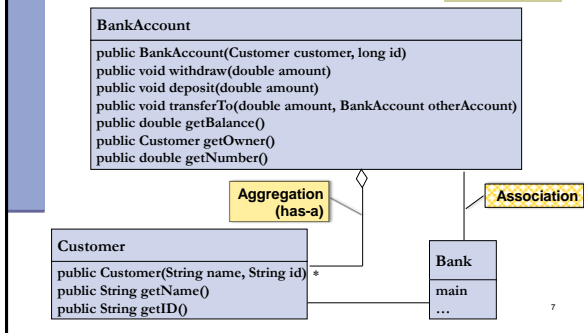 BankAccount
public BankAccount(Customer customer, long id)
public void withdraw(double amount)
public void deposit(double amount)
public void transferTo(double amount, BankAccount otherAccount)
public double getBalance()
public Customer getOwner()
public double getNumber()
Aggregation
(has-a)
Association
Customer
public Customer(String name, String id) *
public String getName()
public String getID()
Bank
main
...
7